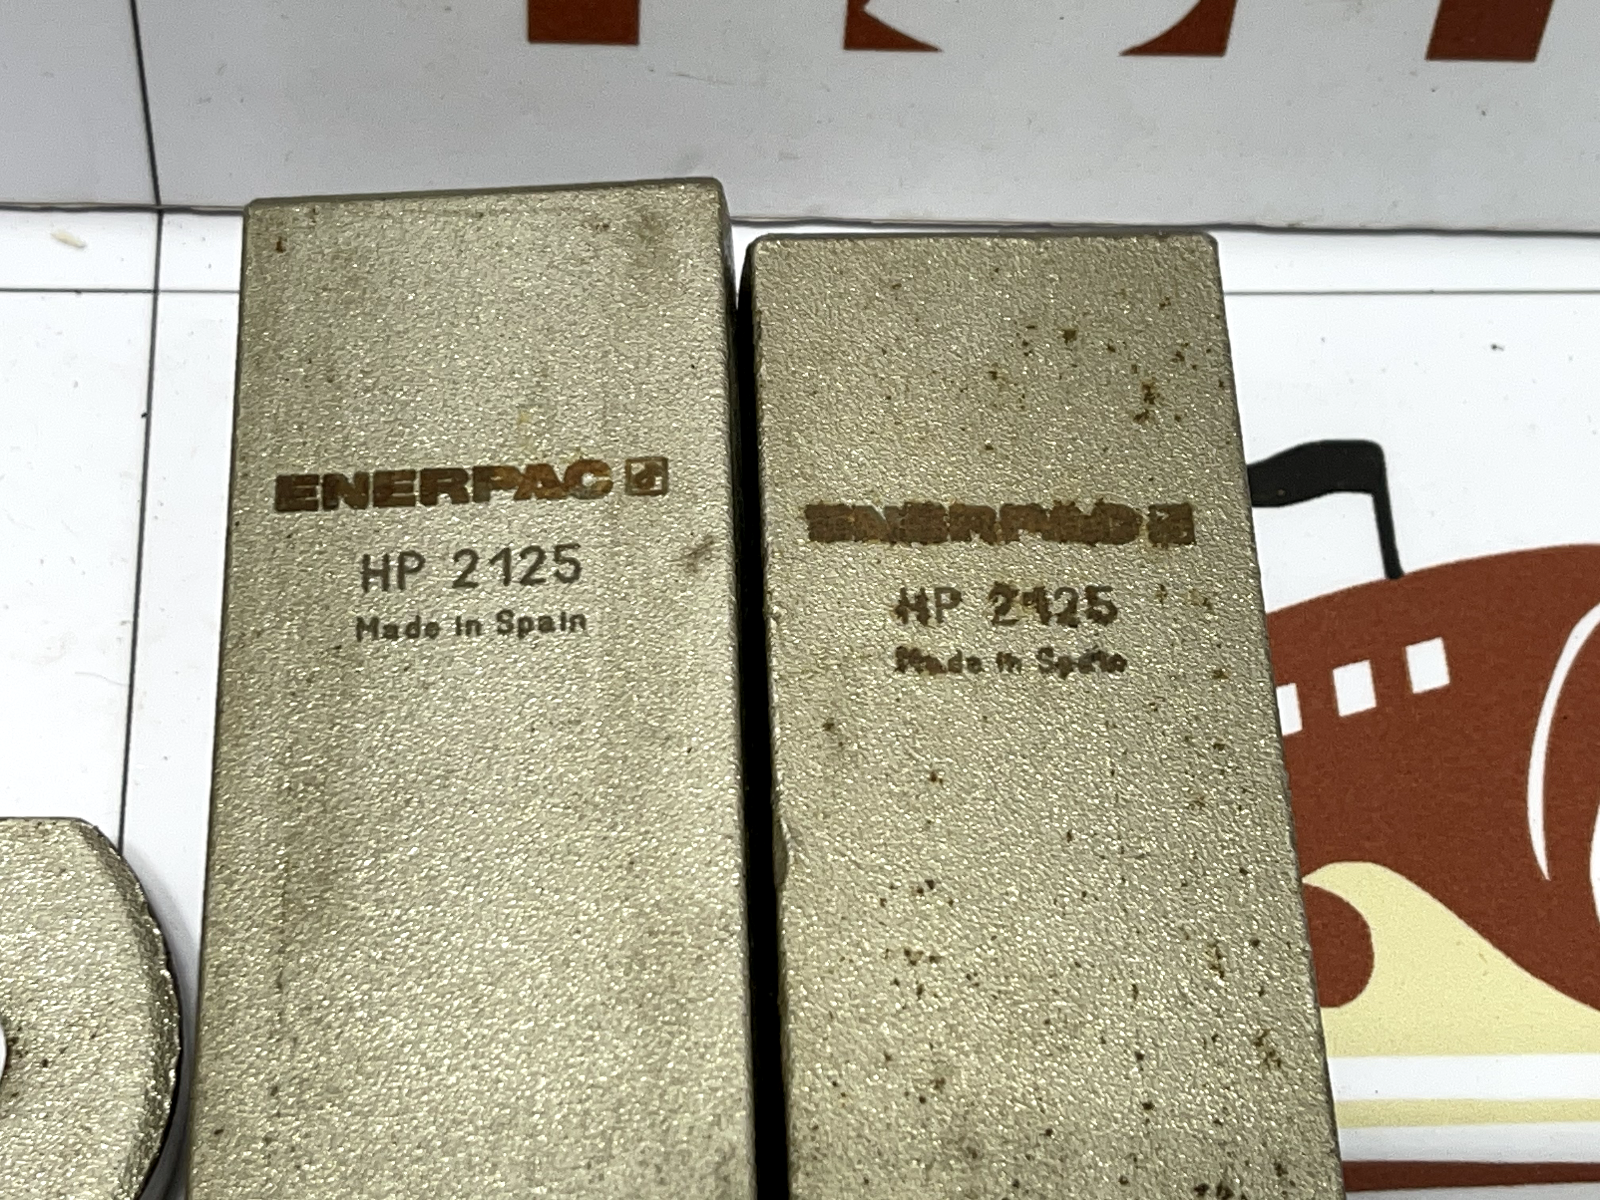 ENERPAC
HP 2125
Made in Spain
ENERPAC
HP 2125
Made in Spain